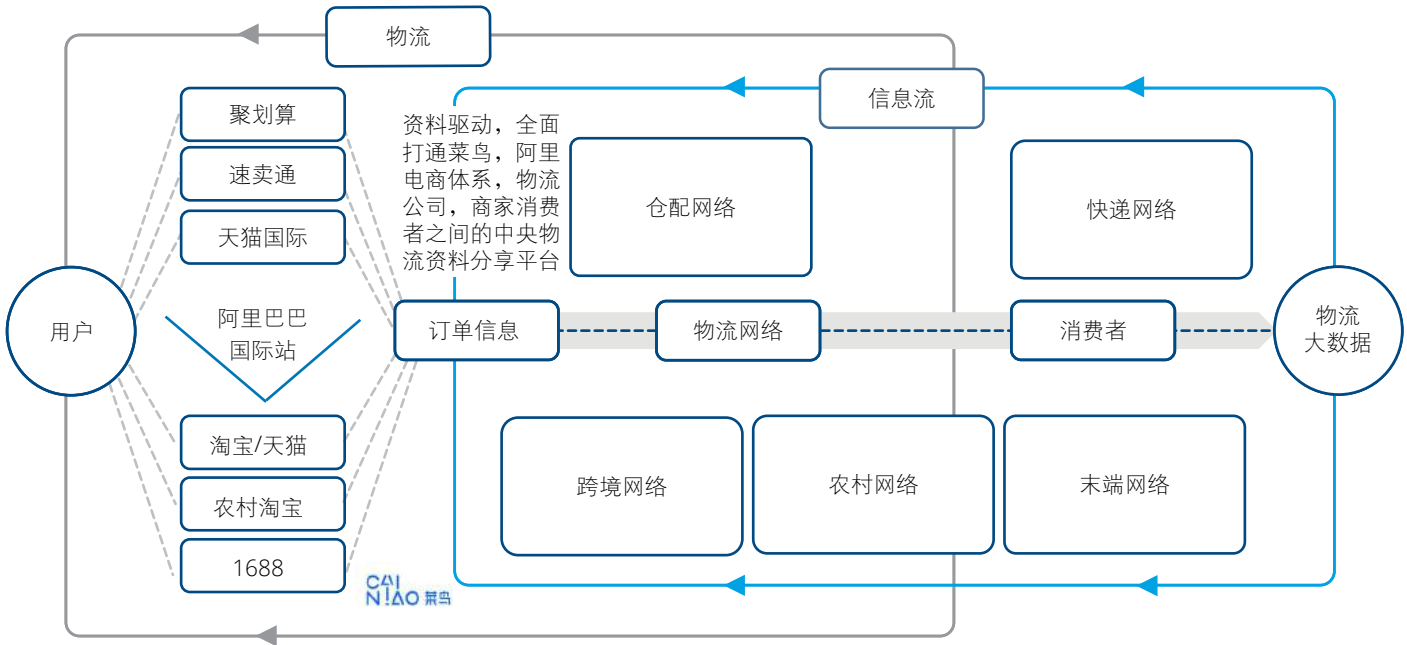 物流
信息流
聚划算
速卖通
天猫国际
资料驱动，全面
打通菜鸟，阿里
电商体系，物流
公司，商家消费
者之间的中央物
流资料分享平台
仓配网络
快递网络
用户
阿里巴巴
国际站
订单信息
物流网络
消费者
物流
大数据
淘宝/天猫
农村淘宝
1688
跨境网络
农村网络
末端网络
CAI
NIAO 菜鸟